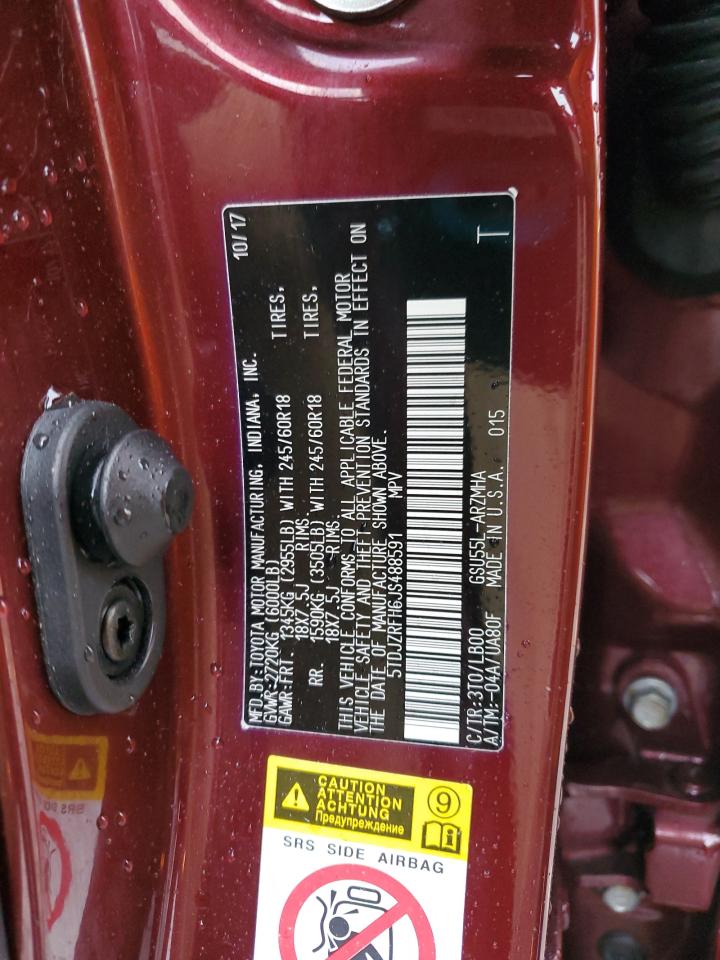 MFD.BY:TOYOTA MOTOR MANUFACTURING, INDIANA, INC. 10/17
GVWR-2720KG (6000LB)
GAWR-FRT. 1345KG (2955LB) WITH 245/60R18 TIRES,
18X7.5J RIMS
RR. 1590KG (3505LB) WITH 245/60R18 TIRES,
18X7.5J RIMS
THIS VEHICLE CONFORMS TO ALL APPLICABLE FEDERAL MOTOR
VEHICLE SAFETY AND THEFT-PREVENTION STANDARDS IN EFFECT ON
THE DATE OF MANUFACTURE SHOWN ABOVE.
5TDJZRFH6JS488591 MPV
C/TR:3T0/LB00 GSU55L-ARZMHA
A/TM:-04A/UA80F MADE IN U.S.A. 015 T
CAUTION
ATTENTION
ACHTUNG
Предупреждение
9
SRS SIDE AIRBAG